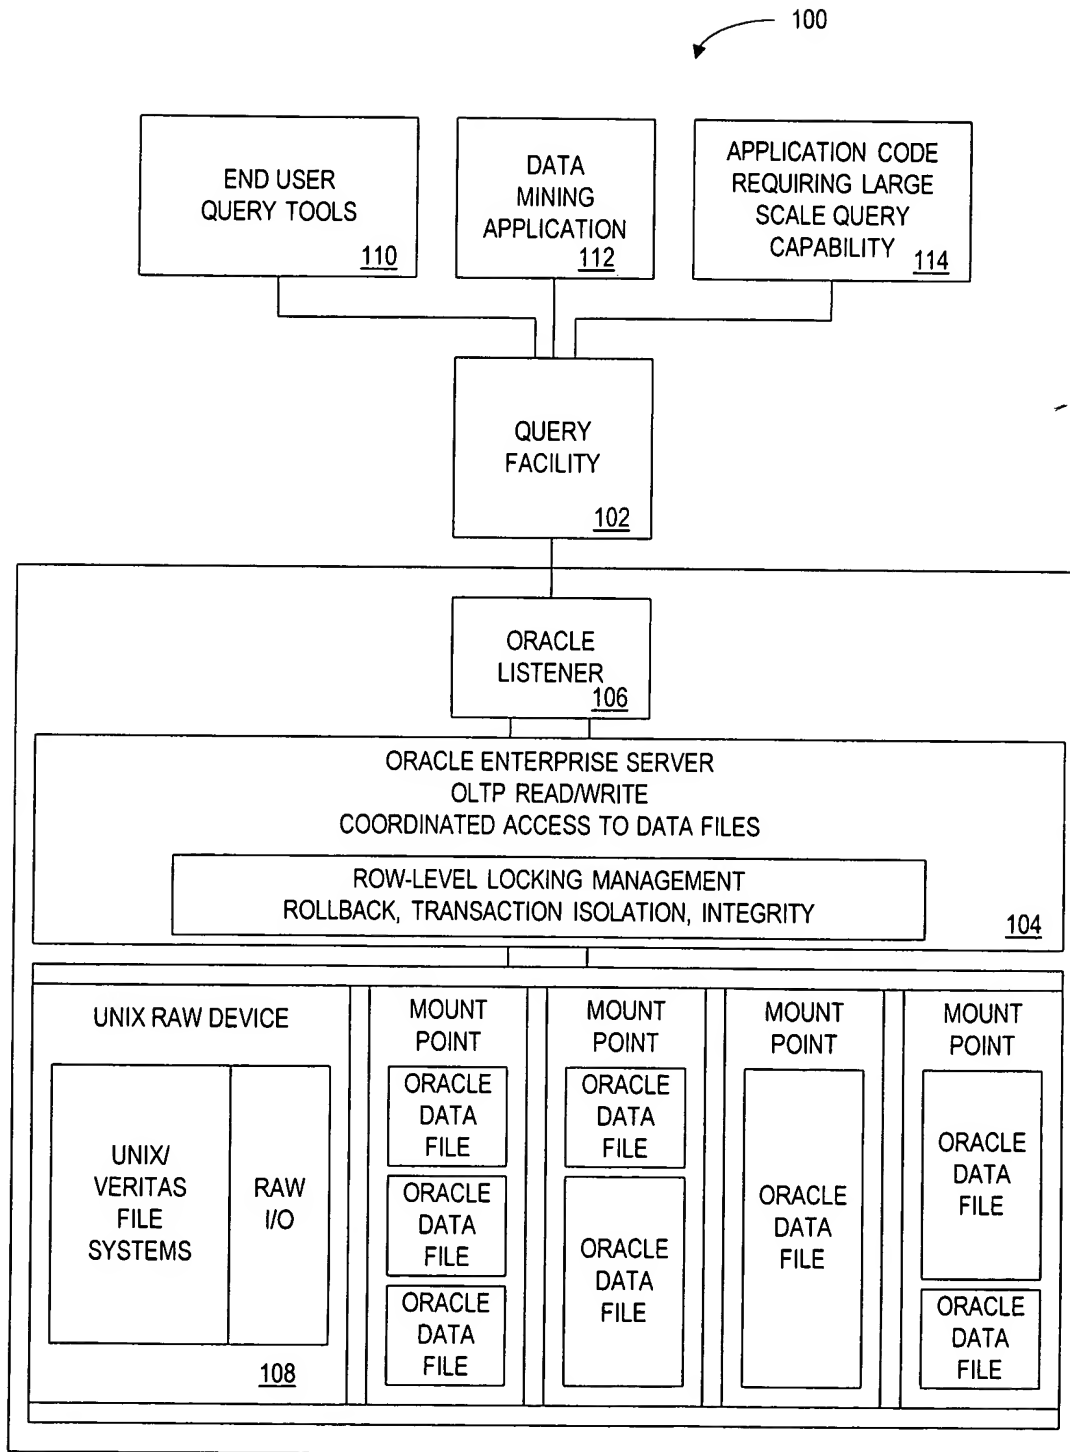 100
END USER
QUERY TOOLS
110
DATA
MINING
APPLICATION
112
APPLICATION CODE
REQUIRING LARGE
SCALE QUERY
CAPABILITY
114
QUERY
FACILITY
102
ORACLE
LISTENER
106
ORACLE ENTERPRISE SERVER
OLTP READ/WRITE
COORDINATED ACCESS TO DATA FILES
ROW-LEVEL LOCKING MANAGEMENT
ROLLBACK, TRANSACTION ISOLATION, INTEGRITY
104
UNIX RAW DEVICE
UNIX/
VERITAS
FILE
SYSTEMS
RAW
I/O
108
MOUNT
POINT
ORACLE
DATA
FILE
ORACLE
DATA
FILE
ORACLE
DATA
FILE
MOUNT
POINT
ORACLE
DATA
FILE
ORACLE
DATA
FILE
MOUNT
POINT
ORACLE
DATA
FILE
MOUNT
POINT
ORACLE
DATA
FILE
ORACLE
DATA
FILE